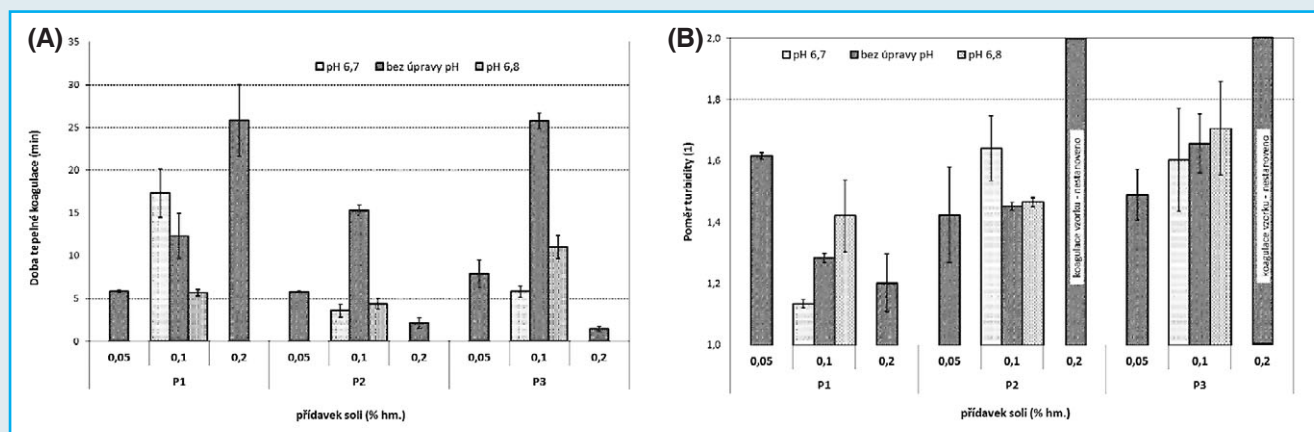 (A)
Doba tepelné koagulace (min)
35
30
25
20
15
10
5
0
pH 6,7 bez úpravy pH pH 6,8
0,05 0,1 0,2 0,05 0,1 0,2 0,05 0,1 0,2
P1 P2 P3
přídavek soli (% hm.)
(B)
Poměr turbidity (1)
2,0
1,8
1,6
1,4
1,2
1,0
pH 6,7 bez úpravy pH pH 6,8
koagulace vzorku - nestanoveno
koagulace vzorku - nestanoveno
0,05 0,1 0,2 0,05 0,1 0,2 0,05 0,1 0,2
P1 P2 P3
přídavek soli (% hm.)